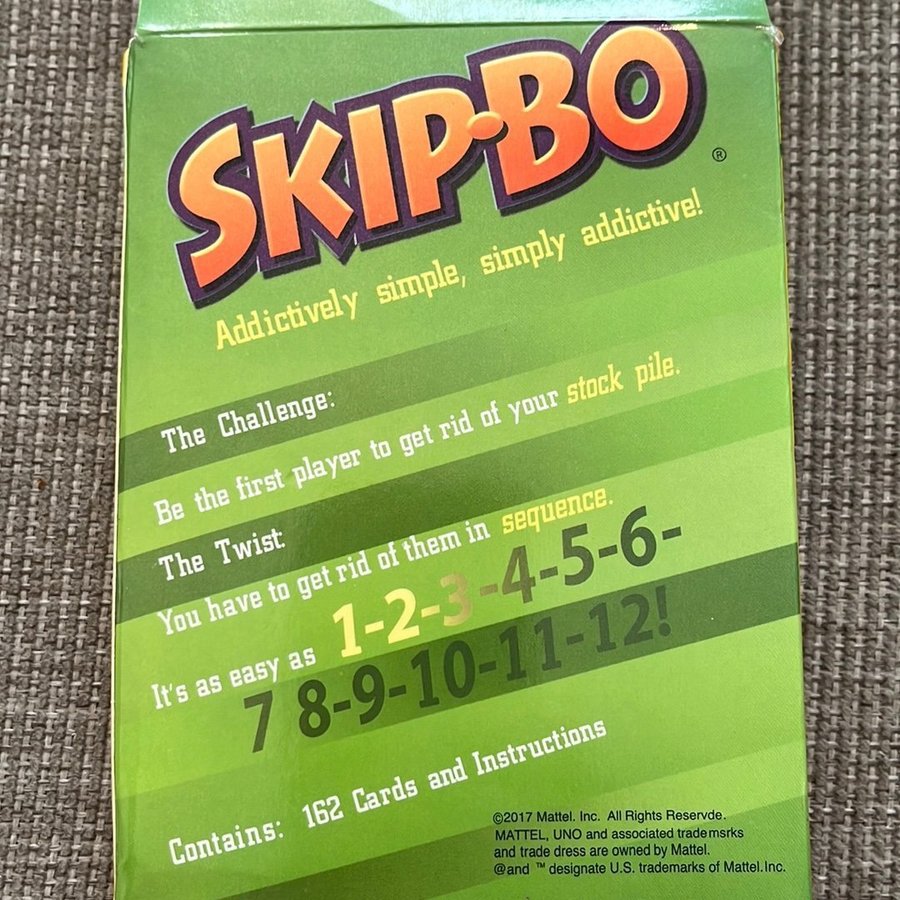 SKIP·BO®
Addictively simple, simply addictive!
The Challenge:
Be the first player to get rid of your stock pile.
The Twist:
You have to get rid of them in sequence.
It's as easy as 1-2-3-4-5-6-
7 8-9-10-11-12!
Contains: 162 Cards and Instructions
©2017 Mattel. Inc. All Rights Reservde.
MATTEL, UNO and associated trademsrks
and trade dress are owned by Mattel.
@and ™ designate U.S. trademarks of Mattel.Inc.